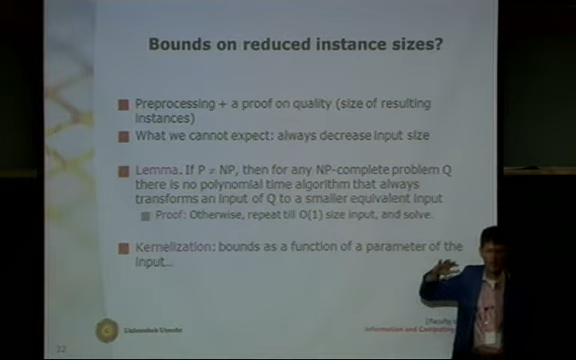 Bounds on reduced instance sizes?
Preprocessing + a proof on quality (size of resulting
instances)
What we cannot expect: always decrease input size
Lemma. If P ≠ NP, then for any NP-complete problem Q
there is no polynomial time algorithm that always
transforms an input of Q to a smaller equivalent input
Proof: Otherwise, repeat till O(1) size input, and solve.
Kernelization: bounds as a function of a parameter of the
input…
Universiteit Utrecht
[Faculty
Information and Computing
22